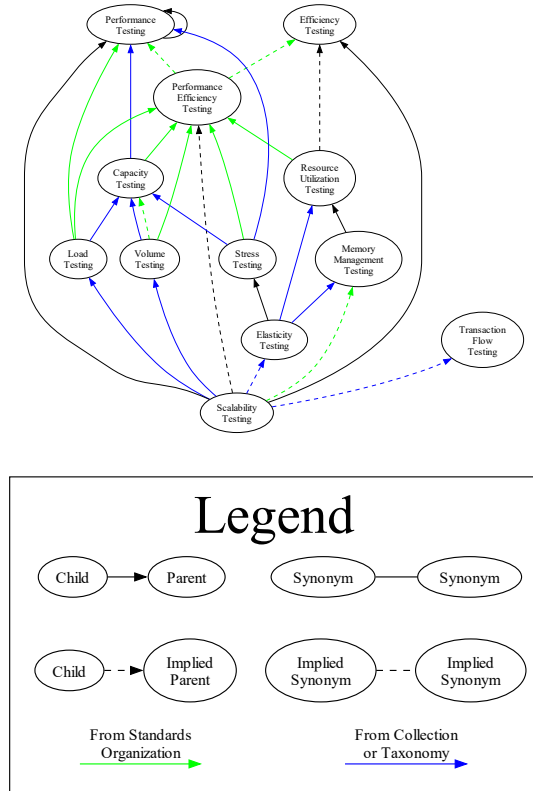 Performance
Testing
Efficiency
Testing
Performance
Efficiency
Testing
Capacity
Testing
Resource
Utilization
Testing
Load
Testing
Volume
Testing
Stress
Testing
Memory
Management
Testing
Elasticity
Testing
Transaction
Flow
Testing
Scalability
Testing
Legend
Child
Parent
Synonym
Synonym
Child
Implied
Parent
Implied
Synonym
Implied
Synonym
From Standards
Organization
From Collection
or Taxonomy